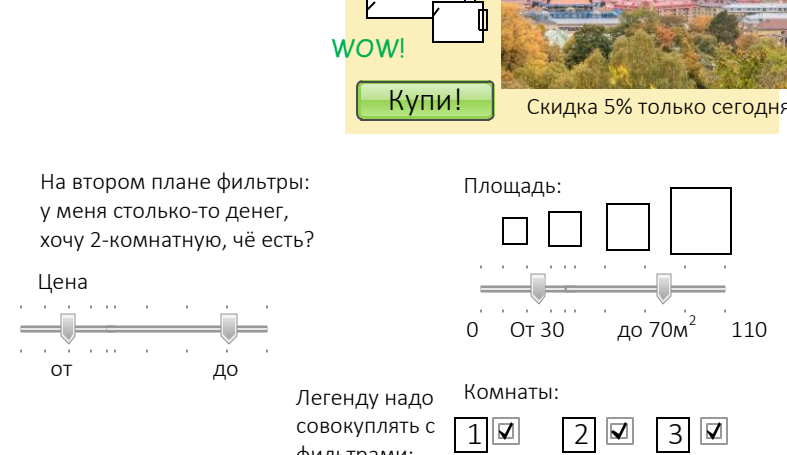 WOW!
Купи!
Скидка 5% только сегодня
На втором плане фильтры:
у меня столько-то денег,
хочу 2-комнатную, чё есть?
Цена
от до
Площадь:
0 От 30 до 70м² 110
Легенду надо
совокуплять с
фильтрами:
Комнаты:
1 2 3